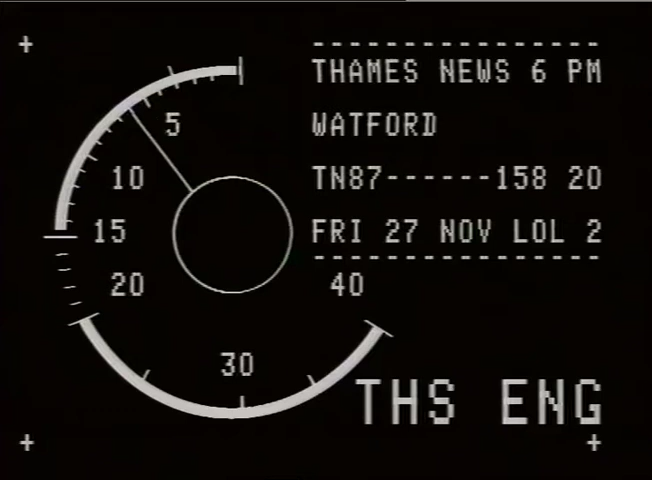 THAMES NEWS 6 PM
WATFORD
TN87------158 20
FRI 27 NOV LOL 2
5
10
15
20
40
30
THS ENG